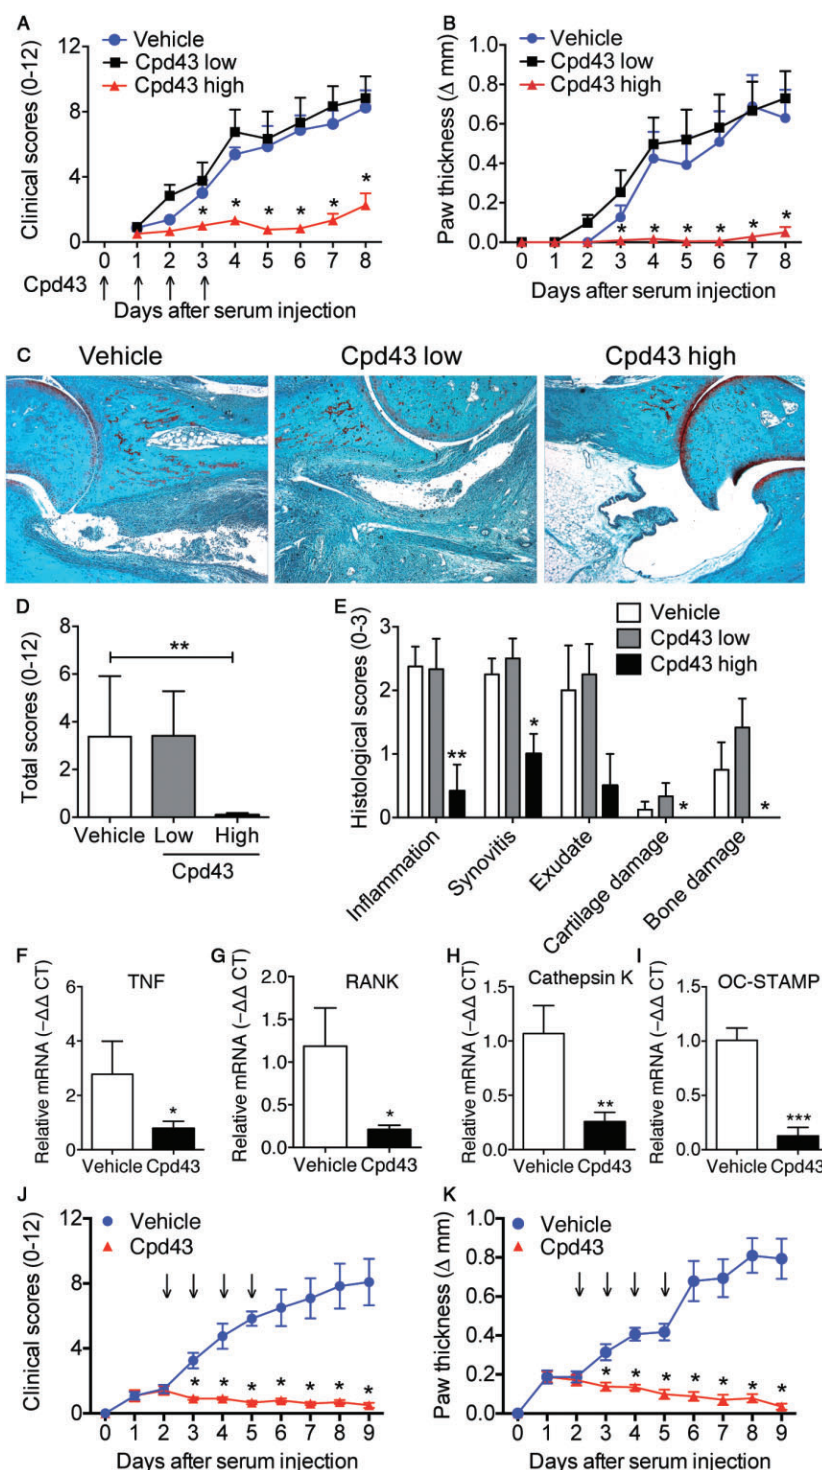 A
Vehicle
Cpd43 low
Cpd43 high
Clinical scores (0-12)
12
8
4
0
* * * * * *
0 1 2 3 4 5 6 7 8
Cpd43
Days after serum injection
B
Vehicle
Cpd43 low
Cpd43 high
Paw thickness (Δ mm)
1.0
0.8
0.6
0.4
0.2
0.0
* * * * * *
0 1 2 3 4 5 6 7 8
Days after serum injection
C
Vehicle
Cpd43 low
Cpd43 high
D
Total scores (0-12)
8
6
4
2
0
**
Vehicle Low High
Cpd43
E
Vehicle
Cpd43 low
Cpd43 high
Histological scores (0-3)
3
2
1
0
** * * *
Inflammation
Synovitis
Exudate
Cartilage damage
Bone damage
F
TNF
Relative mRNA (−ΔΔ CT)
6
4
2
0
*
Vehicle Cpd43
G
RANK
Relative mRNA (−ΔΔ CT)
2.0
1.5
1.0
0.5
0.0
*
Vehicle Cpd43
H
Cathepsin K
Relative mRNA (−ΔΔ CT)
1.5
1.0
0.5
0.0
**
Vehicle Cpd43
I
OC-STAMP
Relative mRNA (−ΔΔ CT)
1.5
1.0
0.5
0.0
***
Vehicle Cpd43
J
Vehicle
Cpd43
Clinical scores (0-12)
12
8
4
0
* * * * * * *
0 1 2 3 4 5 6 7 8 9
Days after serum injection
K
Vehicle
Cpd43
Paw thickness (Δ mm)
1.0
0.8
0.6
0.4
0.2
0.0
* * * * * * *
0 1 2 3 4 5 6 7 8 9
Days after serum injection